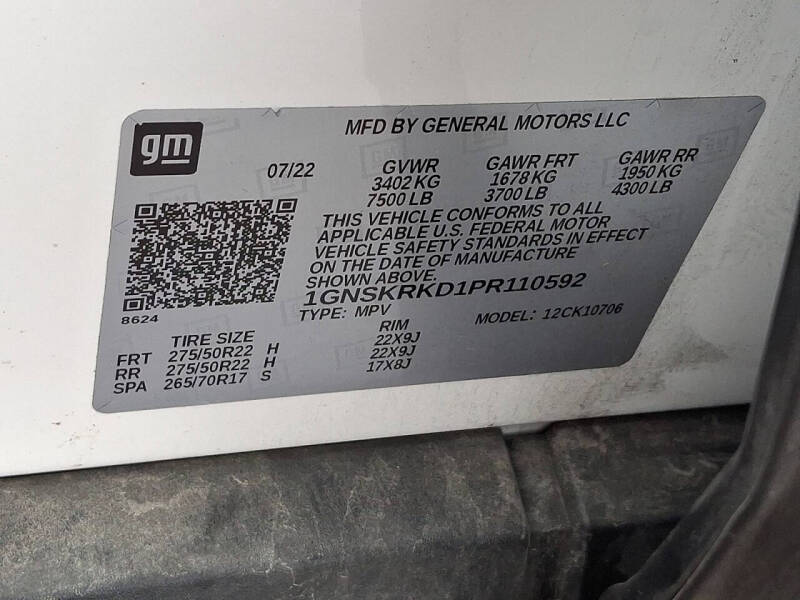 gm
MFD BY GENERAL MOTORS LLC
07/22 GVWR GAWR FRT GAWR RR
3402 KG 1678 KG 1950 KG
7500 LB 3700 LB 4300 LB
THIS VEHICLE CONFORMS TO ALL
APPLICABLE U.S. FEDERAL MOTOR
VEHICLE SAFETY STANDARDS IN EFFECT
ON THE DATE OF MANUFACTURE
SHOWN ABOVE.
1GNSKRKD1PR110592
8624
TYPE: MPV MODEL: 12CK10706
TIRE SIZE RIM
FRT 275/50R22 H 22X9J
RR 275/50R22 H 22X9J
SPA 265/70R17 S 17X8J